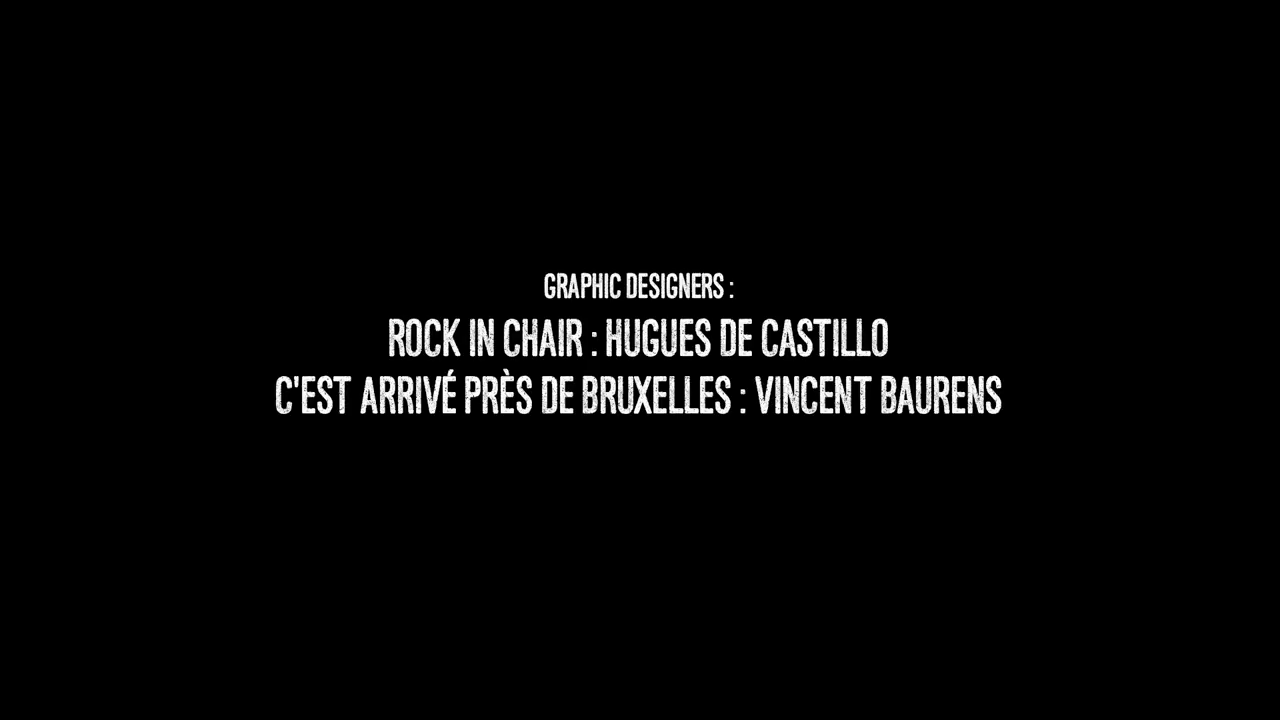 GRAPHIC DESIGNERS :
ROCK IN CHAIR : HUGUES DE CASTILLO
C'EST ARRIVÉ PRÈS DE BRUXELLES : VINCENT BAURENS